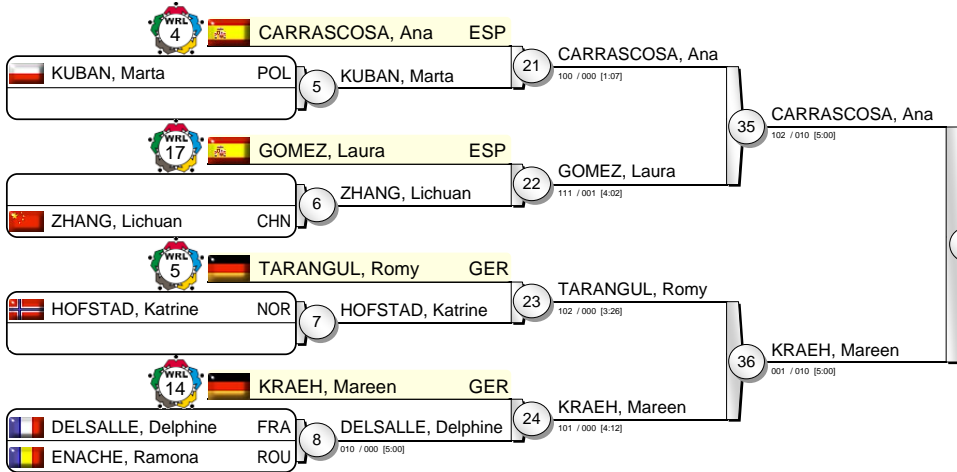 WRL
4
CARRASCOSA, Ana ESP
KUBAN, Marta POL
5
KUBAN, Marta
21
CARRASCOSA, Ana
100 / 000 [1:07]
WRL
17
GOMEZ, Laura ESP
ZHANG, Lichuan CHN
6
ZHANG, Lichuan
22
GOMEZ, Laura
111 / 001 [4:02]
35
CARRASCOSA, Ana
102 / 010 [5:00]
WRL
5
TARANGUL, Romy GER
HOFSTAD, Katrine NOR
7
HOFSTAD, Katrine
23
TARANGUL, Romy
102 / 000 [3:26]
WRL
14
KRAEH, Mareen GER
DELSALLE, Delphine FRA
ENACHE, Ramona ROU
8
DELSALLE, Delphine
010 / 000 [5:00]
24
KRAEH, Mareen
101 / 000 [4:12]
36
KRAEH, Mareen
001 / 010 [5:00]